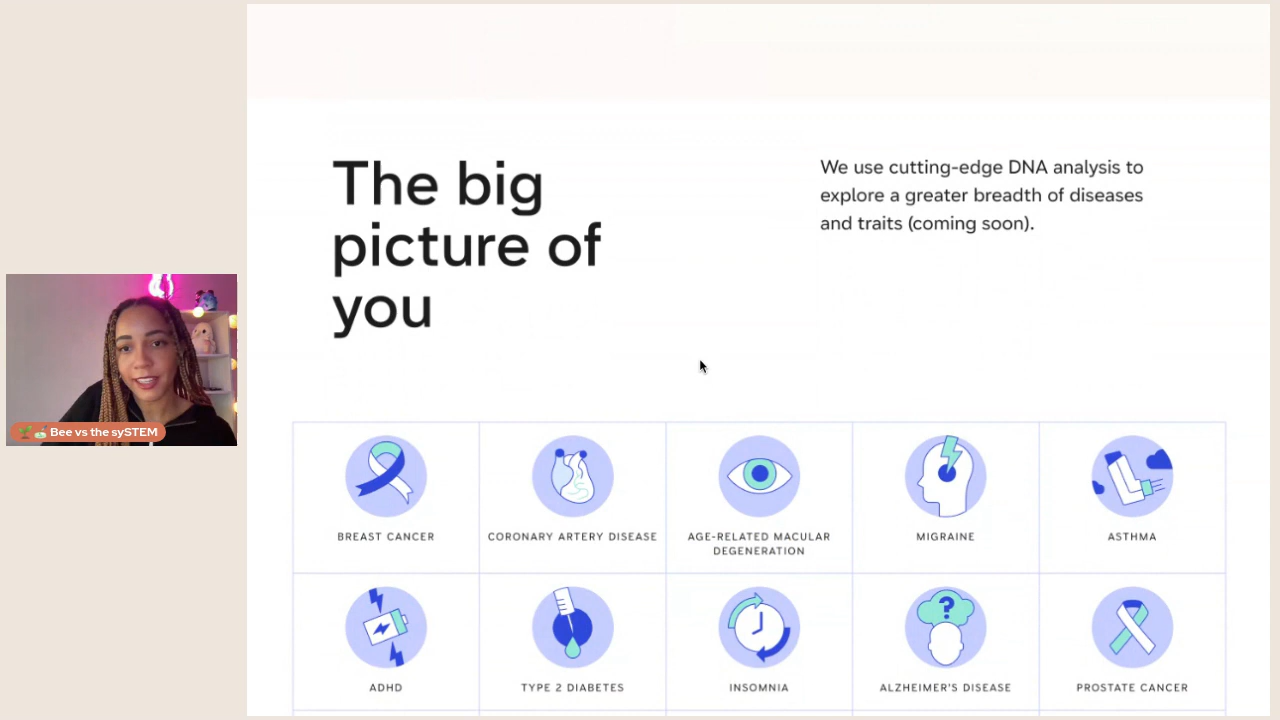 The big
picture of
you
We use cutting-edge DNA analysis to
explore a greater breadth of diseases
and traits (coming soon).
Bee vs the sySTEM
BREAST CANCER
CORONARY ARTERY DISEASE
AGE-RELATED MACULAR
DEGENERATION
MIGRAINE
ASTHMA
ADHD
TYPE 2 DIABETES
INSOMNIA
?
ALZHEIMER'S DISEASE
PROSTATE CANCER